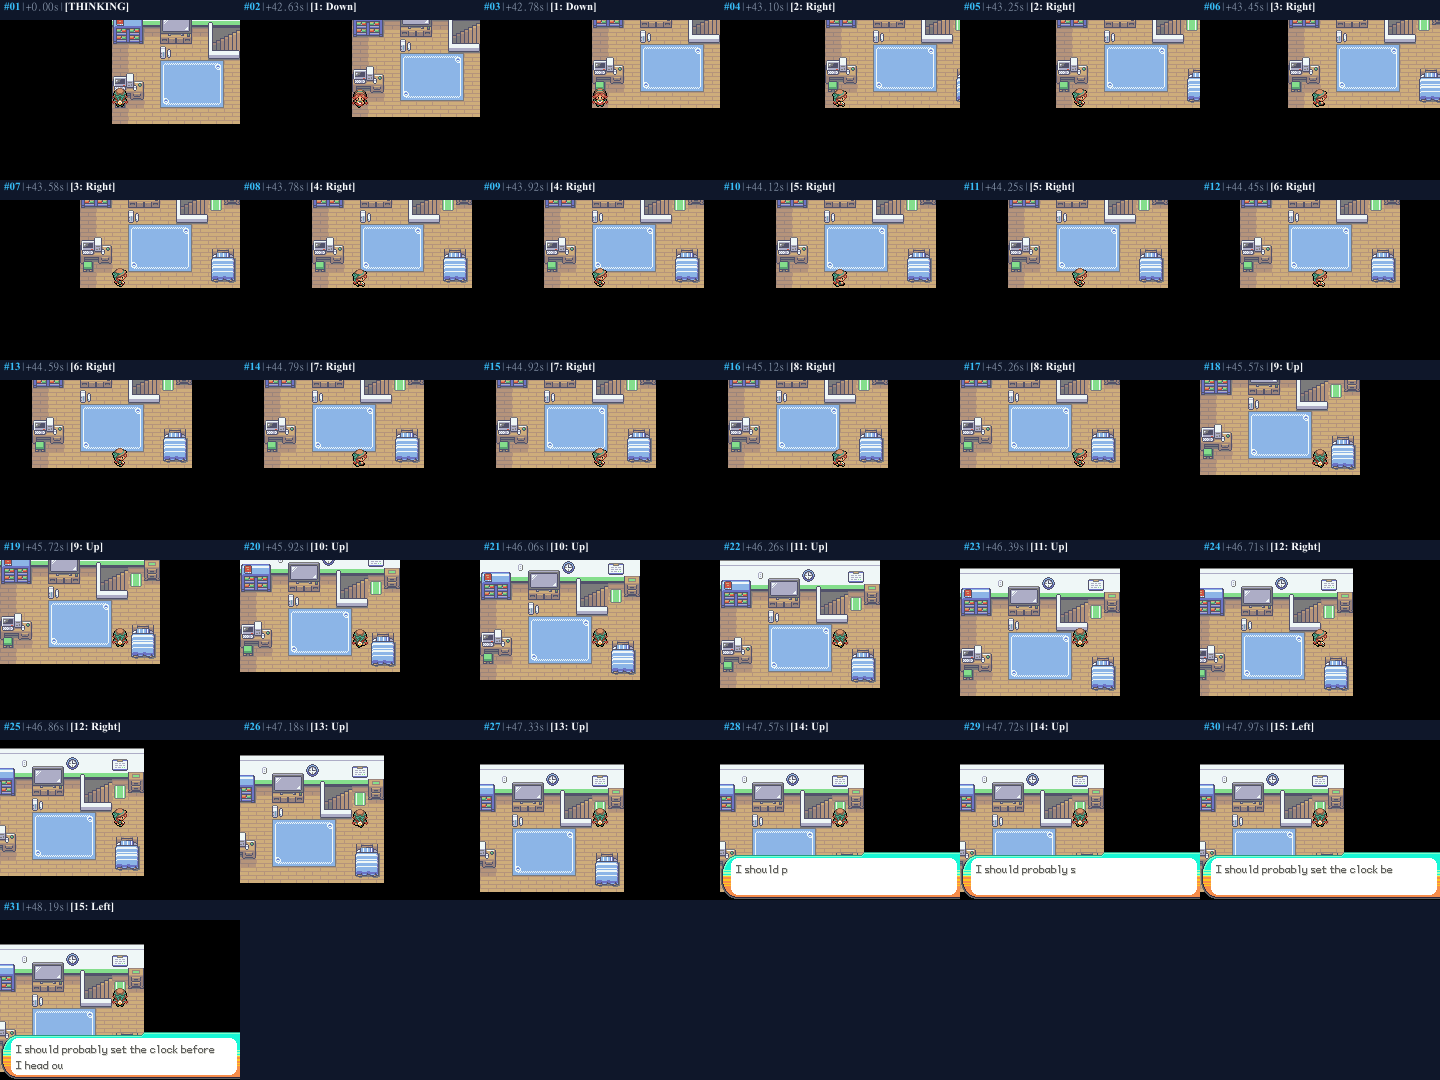 #01 | +0.00s | [THINKING]
#02 | +42.63s | [1: Down]
#03 | +42.78s | [1: Down]
#04 | +43.10s | [2: Right]
#05 | +43.25s | [2: Right]
#06 | +43.45s | [3: Right]
#07 | +43.58s | [3: Right]
#08 | +43.78s | [4: Right]
#09 | +43.92s | [4: Right]
#10 | +44.12s | [5: Right]
#11 | +44.25s | [5: Right]
#12 | +44.45s | [6: Right]
#13 | +44.59s | [6: Right]
#14 | +44.79s | [7: Right]
#15 | +44.92s | [7: Right]
#16 | +45.12s | [8: Right]
#17 | +45.26s | [8: Right]
#18 | +45.57s | [9: Up]
#19 | +45.72s | [9: Up]
#20 | +45.92s | [10: Up]
#21 | +46.06s | [10: Up]
#22 | +46.26s | [11: Up]
#23 | +46.39s | [11: Up]
#24 | +46.71s | [12: Right]
#25 | +46.86s | [12: Right]
#26 | +47.18s | [13: Up]
#27 | +47.33s | [13: Up]
#28 | +47.57s | [14: Up]
I should p
#29 | +47.72s | [14: Up]
I should probably s
#30 | +47.97s | [15: Left]
I should probably set the clock be
#31 | +48.19s | [15: Left]
I should probably set the clock before
I head ou